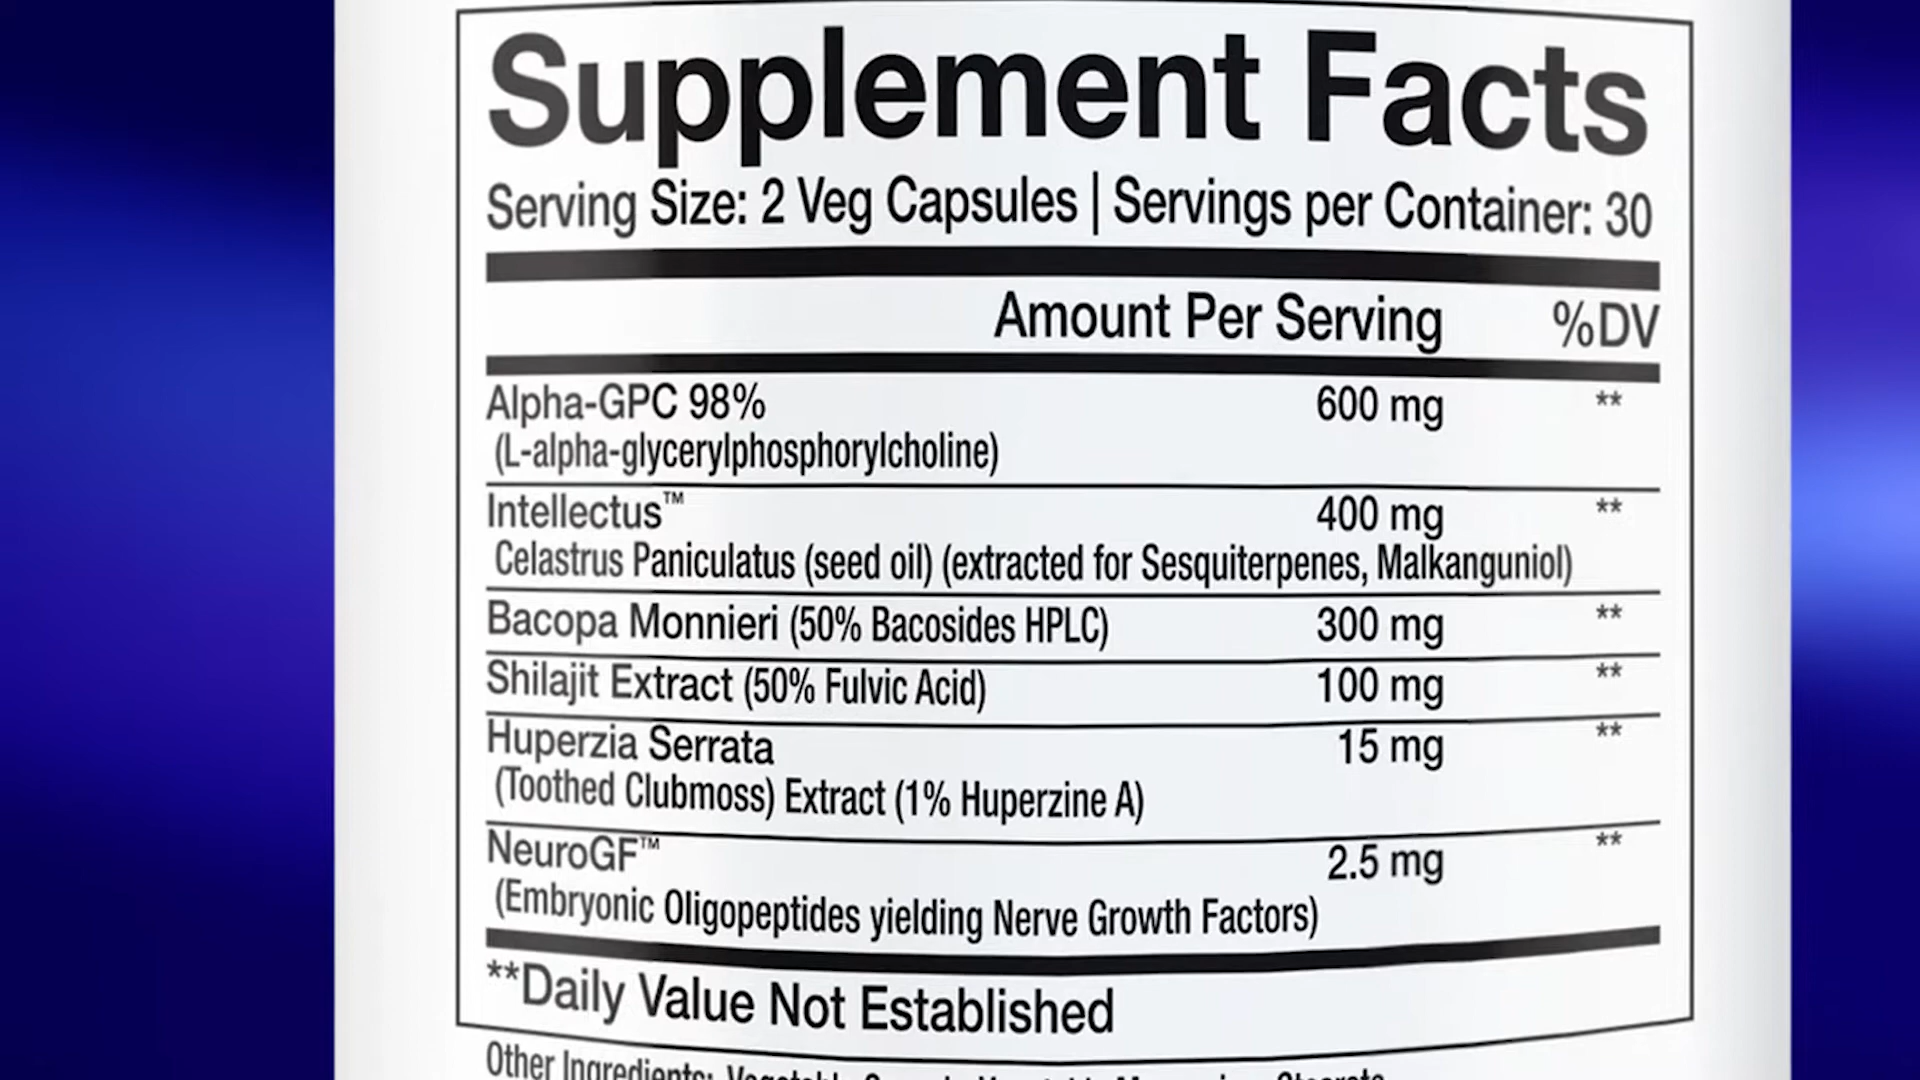 Supplement Facts
Serving Size: 2 Veg Capsules | Servings per Container: 30
Amount Per Serving %DV
Alpha-GPC 98% 600 mg **
(L-alpha-glycerylphosphorylcholine)
Intellectus™ 400 mg **
Celastrus Paniculatus (seed oil) (extracted for Sesquiterpenes, Malkanguniol)
Bacopa Monnieri (50% Bacosides HPLC) 300 mg **
Shilajit Extract (50% Fulvic Acid) 100 mg **
Huperzia Serrata 15 mg **
(Toothed Clubmoss) Extract (1% Huperzine A)
NeuroGF™ 2.5 mg **
(Embryonic Oligopeptides yielding Nerve Growth Factors)
**Daily Value Not Established
Other Ingredients: